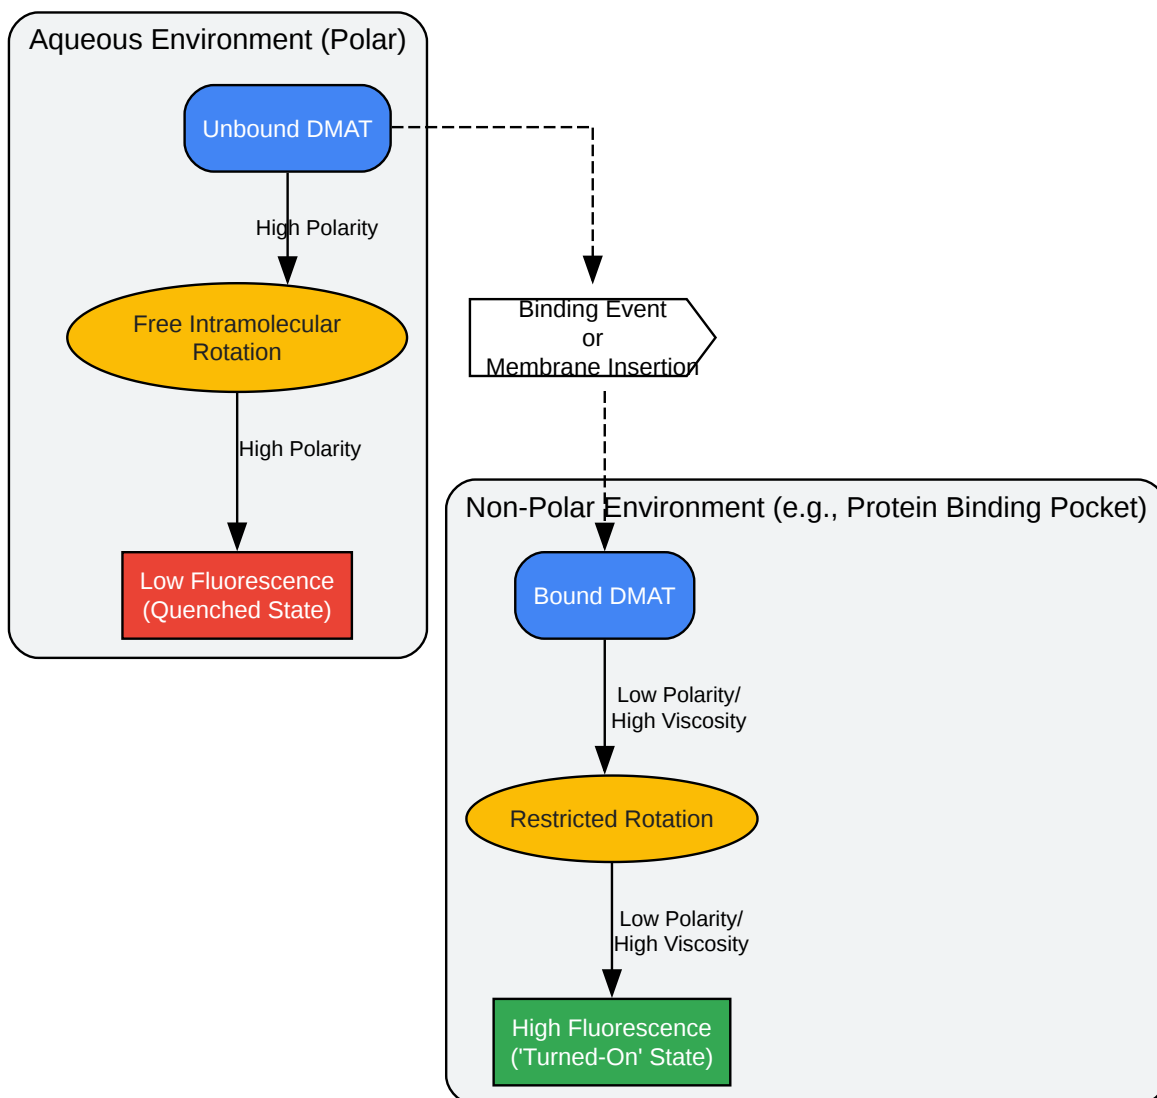 Aqueous Environment (Polar)
Unbound DMAT
High Polarity
Free Intramolecular
Rotation
High Polarity
Low Fluorescence
(Quenched State)
Binding Event
or
Membrane Insertion
Non-Polar Environment (e.g., Protein Binding Pocket)
Bound DMAT
Low Polarity/
High Viscosity
Restricted Rotation
Low Polarity/
High Viscosity
High Fluorescence
('Turned-On' State)